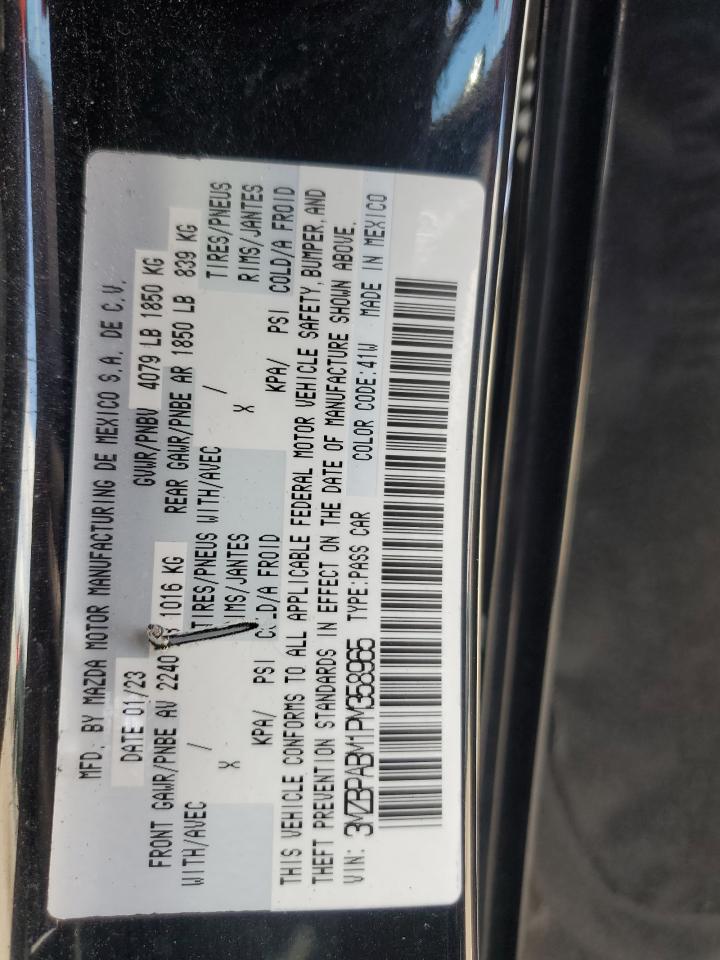 MFD. BY MAZDA MOTOR MANUFACTURING DE MEXICO S.A. DE C.V.
DATE 01/23 GVWR/PNBV 4079 LB 1850 KG
FRONT GAWR/PNBE AV 2240 1016 KG REAR GAWR/PNBE AR 1850 LB 839 KG
WITH/AVEC TIRES/PNEUS WITH/AVEC TIRES/PNEUS
X / RIMS/JANTES X / RIMS/JANTES
KPA/ PSI COLD/A FROID KPA/ PSI COLD/A FROID
THIS VEHICLE CONFORMS TO ALL APPLICABLE FEDERAL MOTOR VEHICLE SAFETY, BUMPER, AND
THEFT PREVENTION STANDARDS IN EFFECT ON THE DATE OF MANUFACTURE SHOWN ABOVE.
VIN: 3MZBPABM1PM358965 TYPE:PASS CAR COLOR CODE:41W MADE IN MEXICO